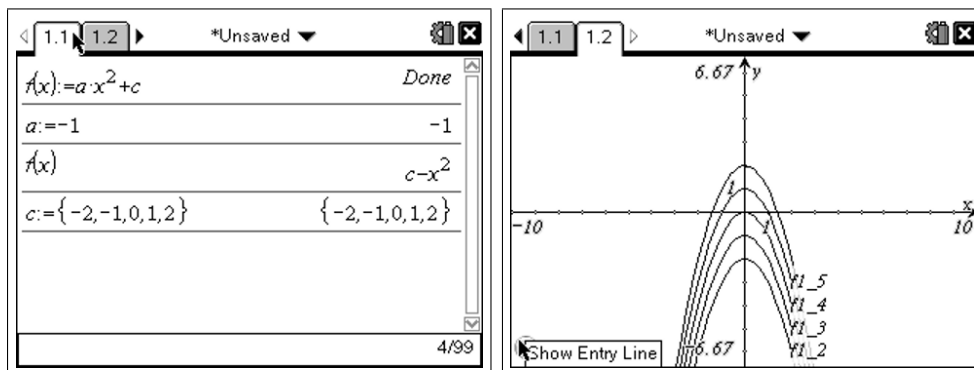 1.1 1.2 *Unsaved
f(x):=a·x²+c Done
a:=-1 -1
f(x) c-x²
c:={-2,-1,0,1,2} {-2,-1,0,1,2}
4/99
1.1 1.2 *Unsaved
6.67 y
1
x
-10 1 10
f1_5
f1_4
f1_3
Show Entry Line -6.67 f1_2